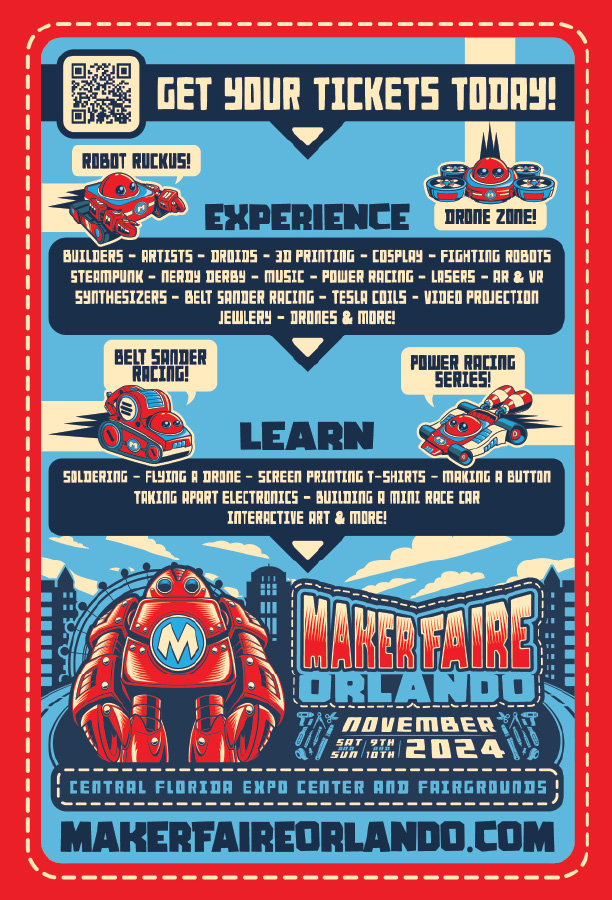 GET YOUR TICKETS TODAY!
ROBOT RUCKUS!
DRONE ZONE!
EXPERIENCE
BUILDERS - ARTISTS - DROIDS - 3D PRINTING - COSPLAY - FIGHTING ROBOTS
STEAMPUNK - NERDY DERBY - MUSIC - POWER RACING - LASERS - AR & VR
SYNTHESIZERS - BELT SANDER RACING - TESLA COILS - VIDEO PROJECTION
JEWLERY - DRONES & MORE!
BELT SANDER
RACING!
POWER RACING
SERIES!
LEARN
SOLDERING - FLYING A DRONE - SCREEN PRINTING T-SHIRTS - MAKING A BUTTON
TAKING APART ELECTRONICS - BUILDING A MINI RACE CAR
INTERACTIVE ART & MORE!
M
MAKER FAIRE
ORLANDO
NOVEMBER
SAT 9TH
AND AND
SUN 10TH
2024
CENTRAL FLORIDA EXPO CENTER AND FAIRGROUNDS
MAKERFAIREORLANDO.COM